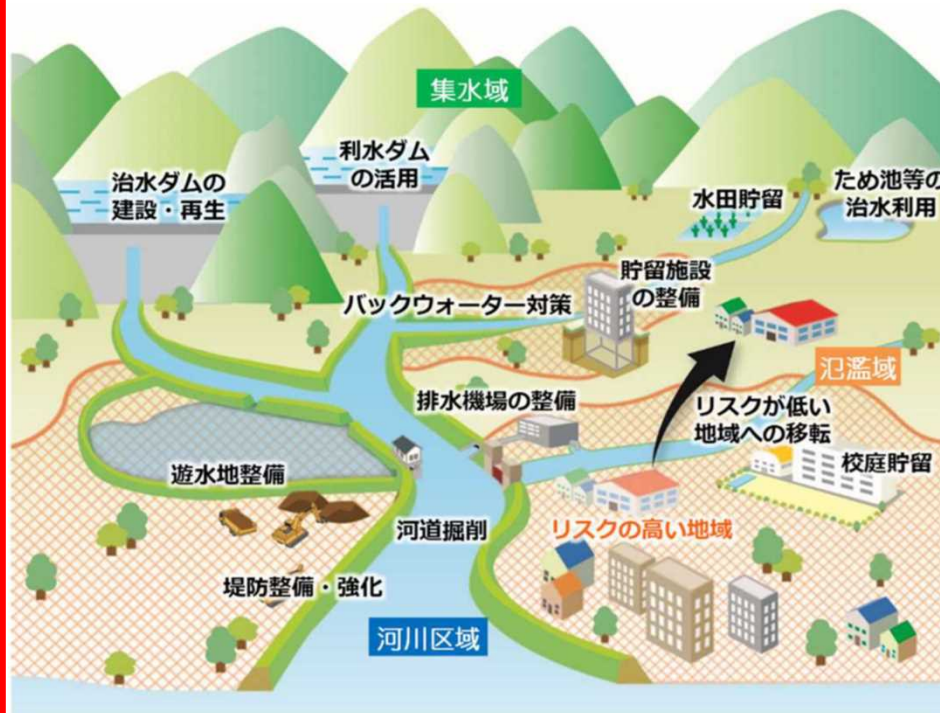 集水域
利水ダム
の活用
治水ダムの
建設・再生
水田貯留
ため池等の
治水利用
貯留施設
の整備
バックウォーター対策
氾濫域
排水機場の整備
リスクが低い
地域への移転
校庭貯留
遊水地整備
河道掘削
リスクの高い地域
堤防整備・強化
河川区域